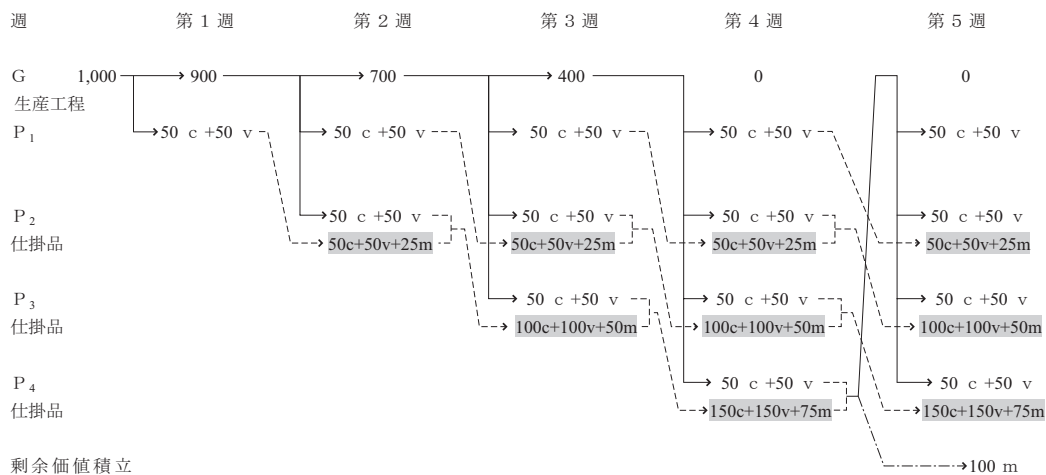 週 第1週 第2週 第3週 第4週 第5週
G 1,000 900 700 400 0 0
生産工程
P₁ 50 c +50 v 50 c +50 v 50 c +50 v 50 c +50 v 50 c +50 v
P₂ 50 c +50 v 50 c +50 v 50 c +50 v 50 c +50 v
仕掛品 50c+50v+25m 50c+50v+25m 50c+50v+25m 50c+50v+25m
P₃ 50 c +50 v 50 c +50 v 50 c +50 v
仕掛品 100c+100v+50m 100c+100v+50m 100c+100v+50m
P₄ 50 c +50 v 50 c +50 v
仕掛品 150c+150v+75m 150c+150v+75m
剰余価値積立 100 m